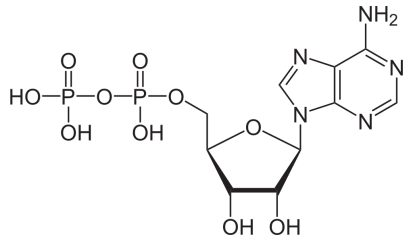 NH2
O O N N
HO P O P O N N
OH OH O
OH OH